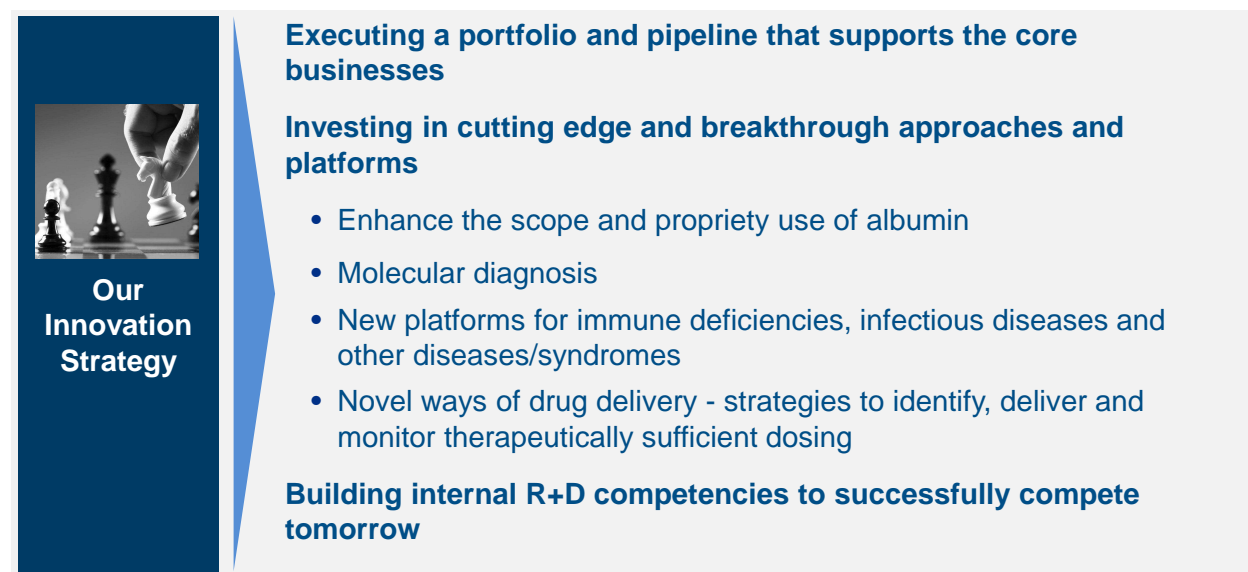 Our
Innovation
Strategy
Executing a portfolio and pipeline that supports the core
businesses
Investing in cutting edge and breakthrough approaches and
platforms
• Enhance the scope and propriety use of albumin
• Molecular diagnosis
• New platforms for immune deficiencies, infectious diseases and
other diseases/syndromes
• Novel ways of drug delivery - strategies to identify, deliver and
monitor therapeutically sufficient dosing
Building internal R+D competencies to successfully compete
tomorrow